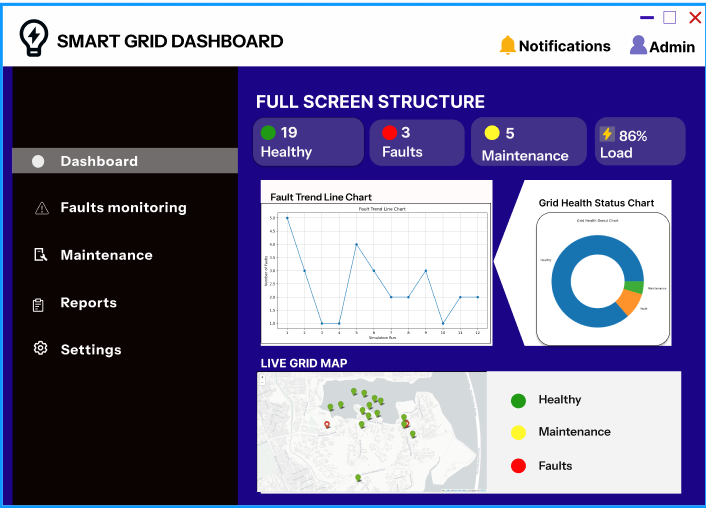 SMART GRID DASHBOARD
Notifications
Admin
Dashboard
Faults monitoring
Maintenance
Reports
Settings
FULL SCREEN STRUCTURE
19
Healthy
3
Faults
5
Maintenance
86%
Load
Fault Trend Line Chart
Fault Trend Line Chart
Number of Faults
5.0
4.5
4.0
3.5
3.0
2.5
2.0
1.5
1.0
1 2 3 4 5 6 7 8 9 10 11 12
Simulation Run
Grid Health Status Chart
Grid Health Status Chart
Healthy
Maintenance
Fault
LIVE GRID MAP
Healthy
Maintenance
Faults